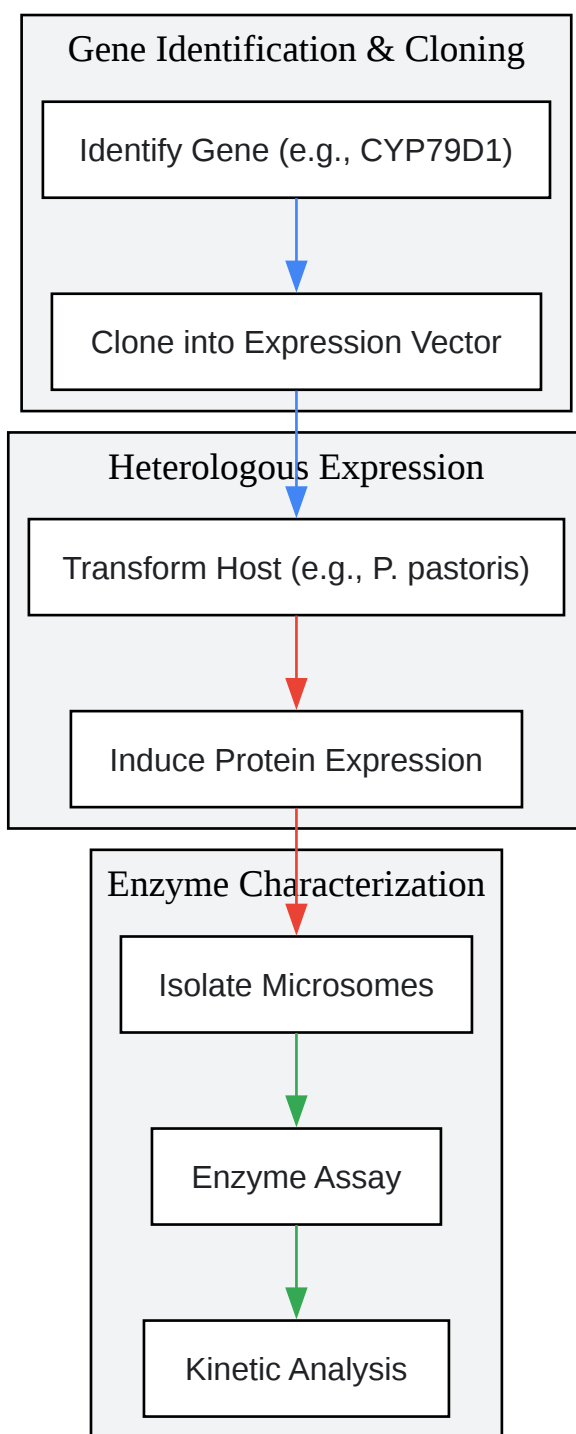 Gene Identification & Cloning
Identify Gene (e.g., CYP79D1)
Clone into Expression Vector
Heterologous Expression
Transform Host (e.g., P. pastoris)
Induce Protein Expression
Enzyme Characterization
Isolate Microsomes
Enzyme Assay
Kinetic Analysis